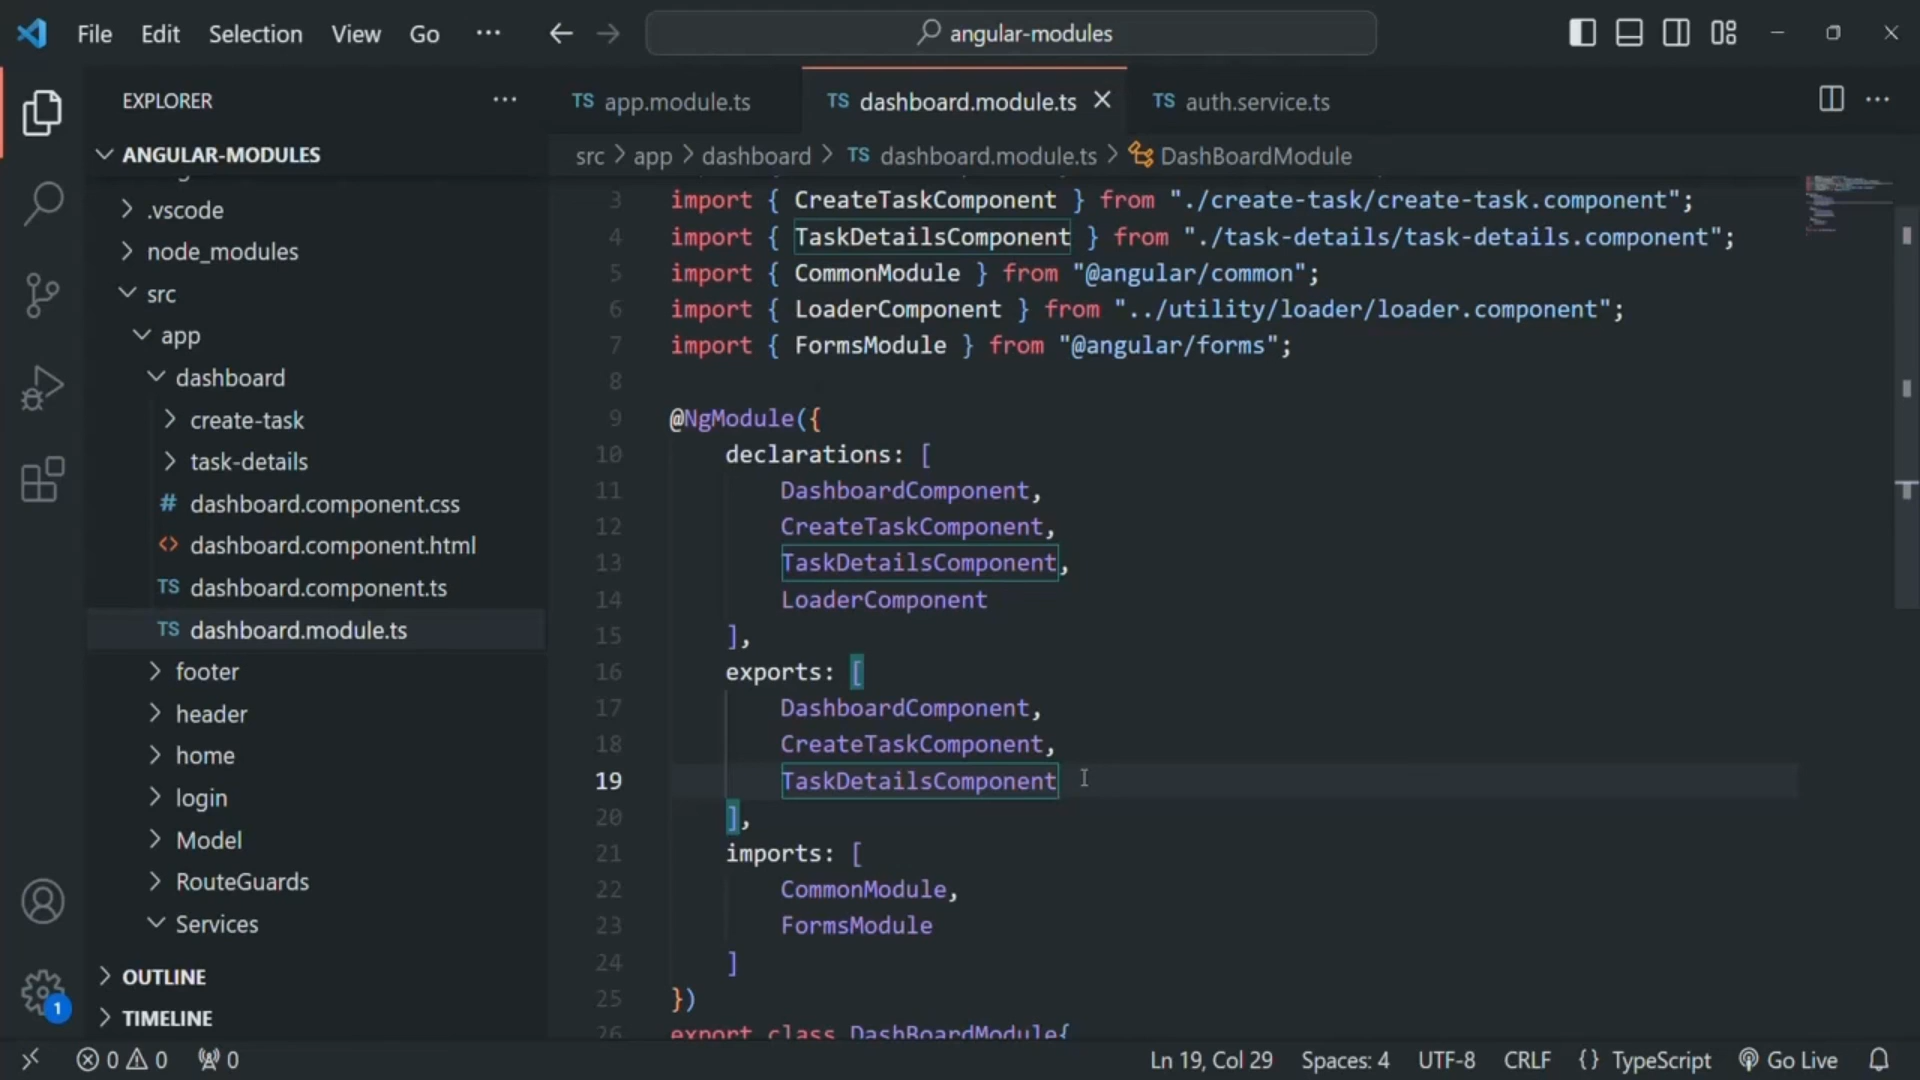 File Edit Selection View Go ··· angular-modules
EXPLORER ···
ANGULAR-MODULES
.vscode
node_modules
src
app
dashboard
create-task
task-details
# dashboard.component.css
<> dashboard.component.html
TS dashboard.component.ts
TS dashboard.module.ts
footer
header
home
login
Model
RouteGuards
Services
OUTLINE
TIMELINE
TS app.module.ts TS dashboard.module.ts TS auth.service.ts ···
src > app > dashboard > TS dashboard.module.ts > DashBoardModule
3 import { CreateTaskComponent } from "./create-task/create-task.component";
4 import { TaskDetailsComponent } from "./task-details/task-details.component";
5 import { CommonModule } from "@angular/common";
6 import { LoaderComponent } from "../utility/loader/loader.component";
7 import { FormsModule } from "@angular/forms";
8
9 @NgModule({
10 declarations: [
11 DashboardComponent,
12 CreateTaskComponent,
13 TaskDetailsComponent,
14 LoaderComponent
15 ],
16 exports: [
17 DashboardComponent,
18 CreateTaskComponent,
19 TaskDetailsComponent
20 ],
21 imports: [
22 CommonModule,
23 FormsModule
24 ]
25 })
26 export class DashBoardModule{
1
0 0 0 Ln 19, Col 29 Spaces: 4 UTF-8 CRLF {} TypeScript Go Live